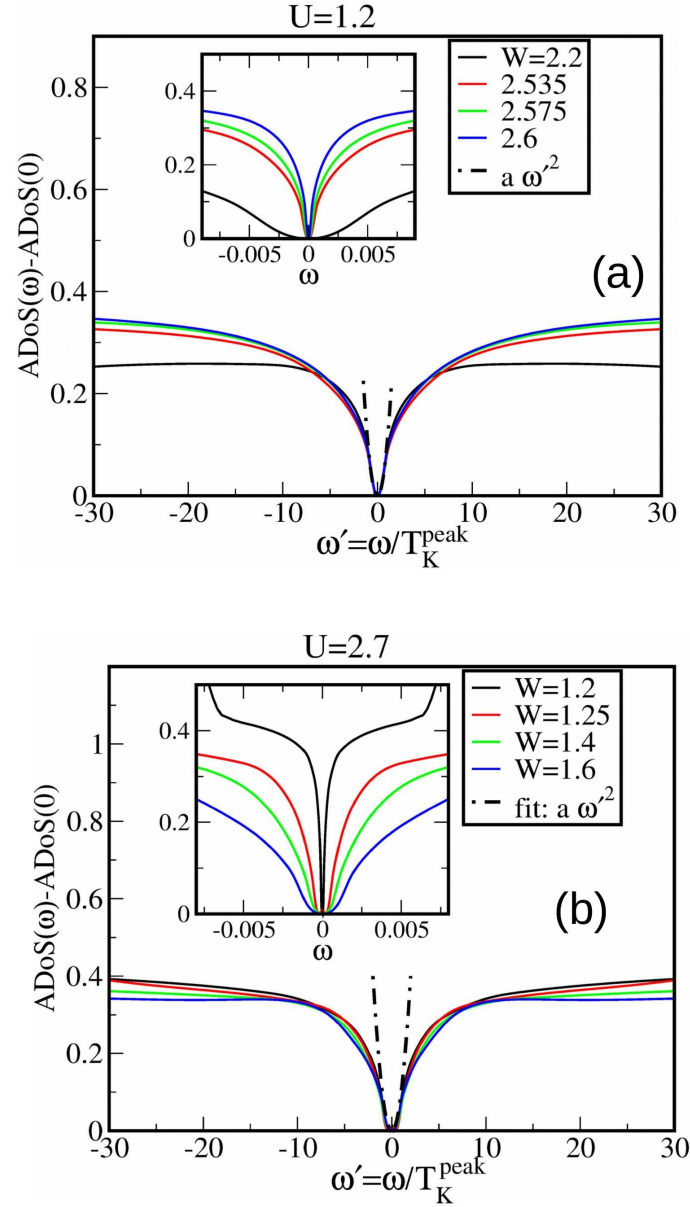 U=1.2
ADoS(ω)-ADoS(0)
0.8
0.6
0.4
0.2
0
-30 -20 -10 0 10 20 30
ω′=ω/T_K^peak
W=2.2
2.535
2.575
2.6
a ω′²
0.4
0.2
0
-0.005 0 0.005
ω
(a)
U=2.7
ADoS(ω)-ADoS(0)
1
0.8
0.6
0.4
0.2
0
-30 -20 -10 0 10 20 30
ω′=ω/T_K^peak
W=1.2
W=1.25
W=1.4
W=1.6
fit: a ω′²
0.4
0.2
0
-0.005 0 0.005
ω
(b)